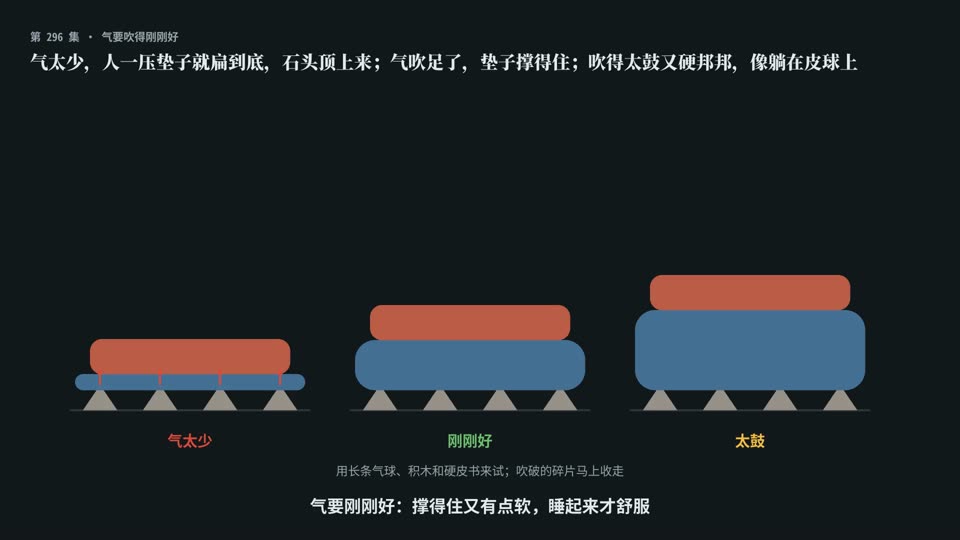 第 296 集 · 气要吹得刚刚好
气太少，人一压垫子就扁到底，石头顶上来；气吹足了，垫子撑得住；吹得太鼓又硬邦邦，像躺在皮球上
气太少
刚刚好
太鼓
用长条气球、积木和硬皮书来试；吹破的碎片马上收走
气要刚刚好：撑得住又有点软，睡起来才舒服